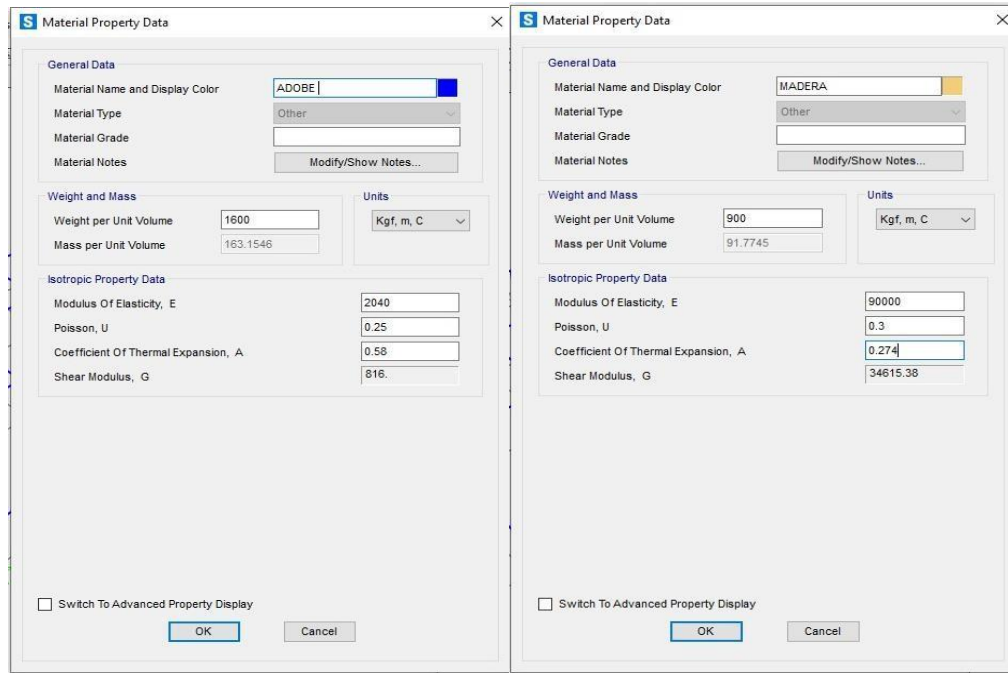 S Material Property Data
General Data
Material Name and Display Color ADOBE
Material Type Other
Material Grade
Material Notes Modify/Show Notes...
Weight and Mass
Weight per Unit Volume 1600
Mass per Unit Volume 163.1546
Units
Kgf, m, C
Isotropic Property Data
Modulus Of Elasticity, E 2040
Poisson, U 0.25
Coefficient Of Thermal Expansion, A 0.58
Shear Modulus, G 816.
Switch To Advanced Property Display
OK Cancel
S Material Property Data
General Data
Material Name and Display Color MADERA
Material Type Other
Material Grade
Material Notes Modify/Show Notes...
Weight and Mass
Weight per Unit Volume 900
Mass per Unit Volume 91.7745
Units
Kgf, m, C
Isotropic Property Data
Modulus Of Elasticity, E 90000
Poisson, U 0.3
Coefficient Of Thermal Expansion, A 0.274
Shear Modulus, G 34615.38
Switch To Advanced Property Display
OK Cancel